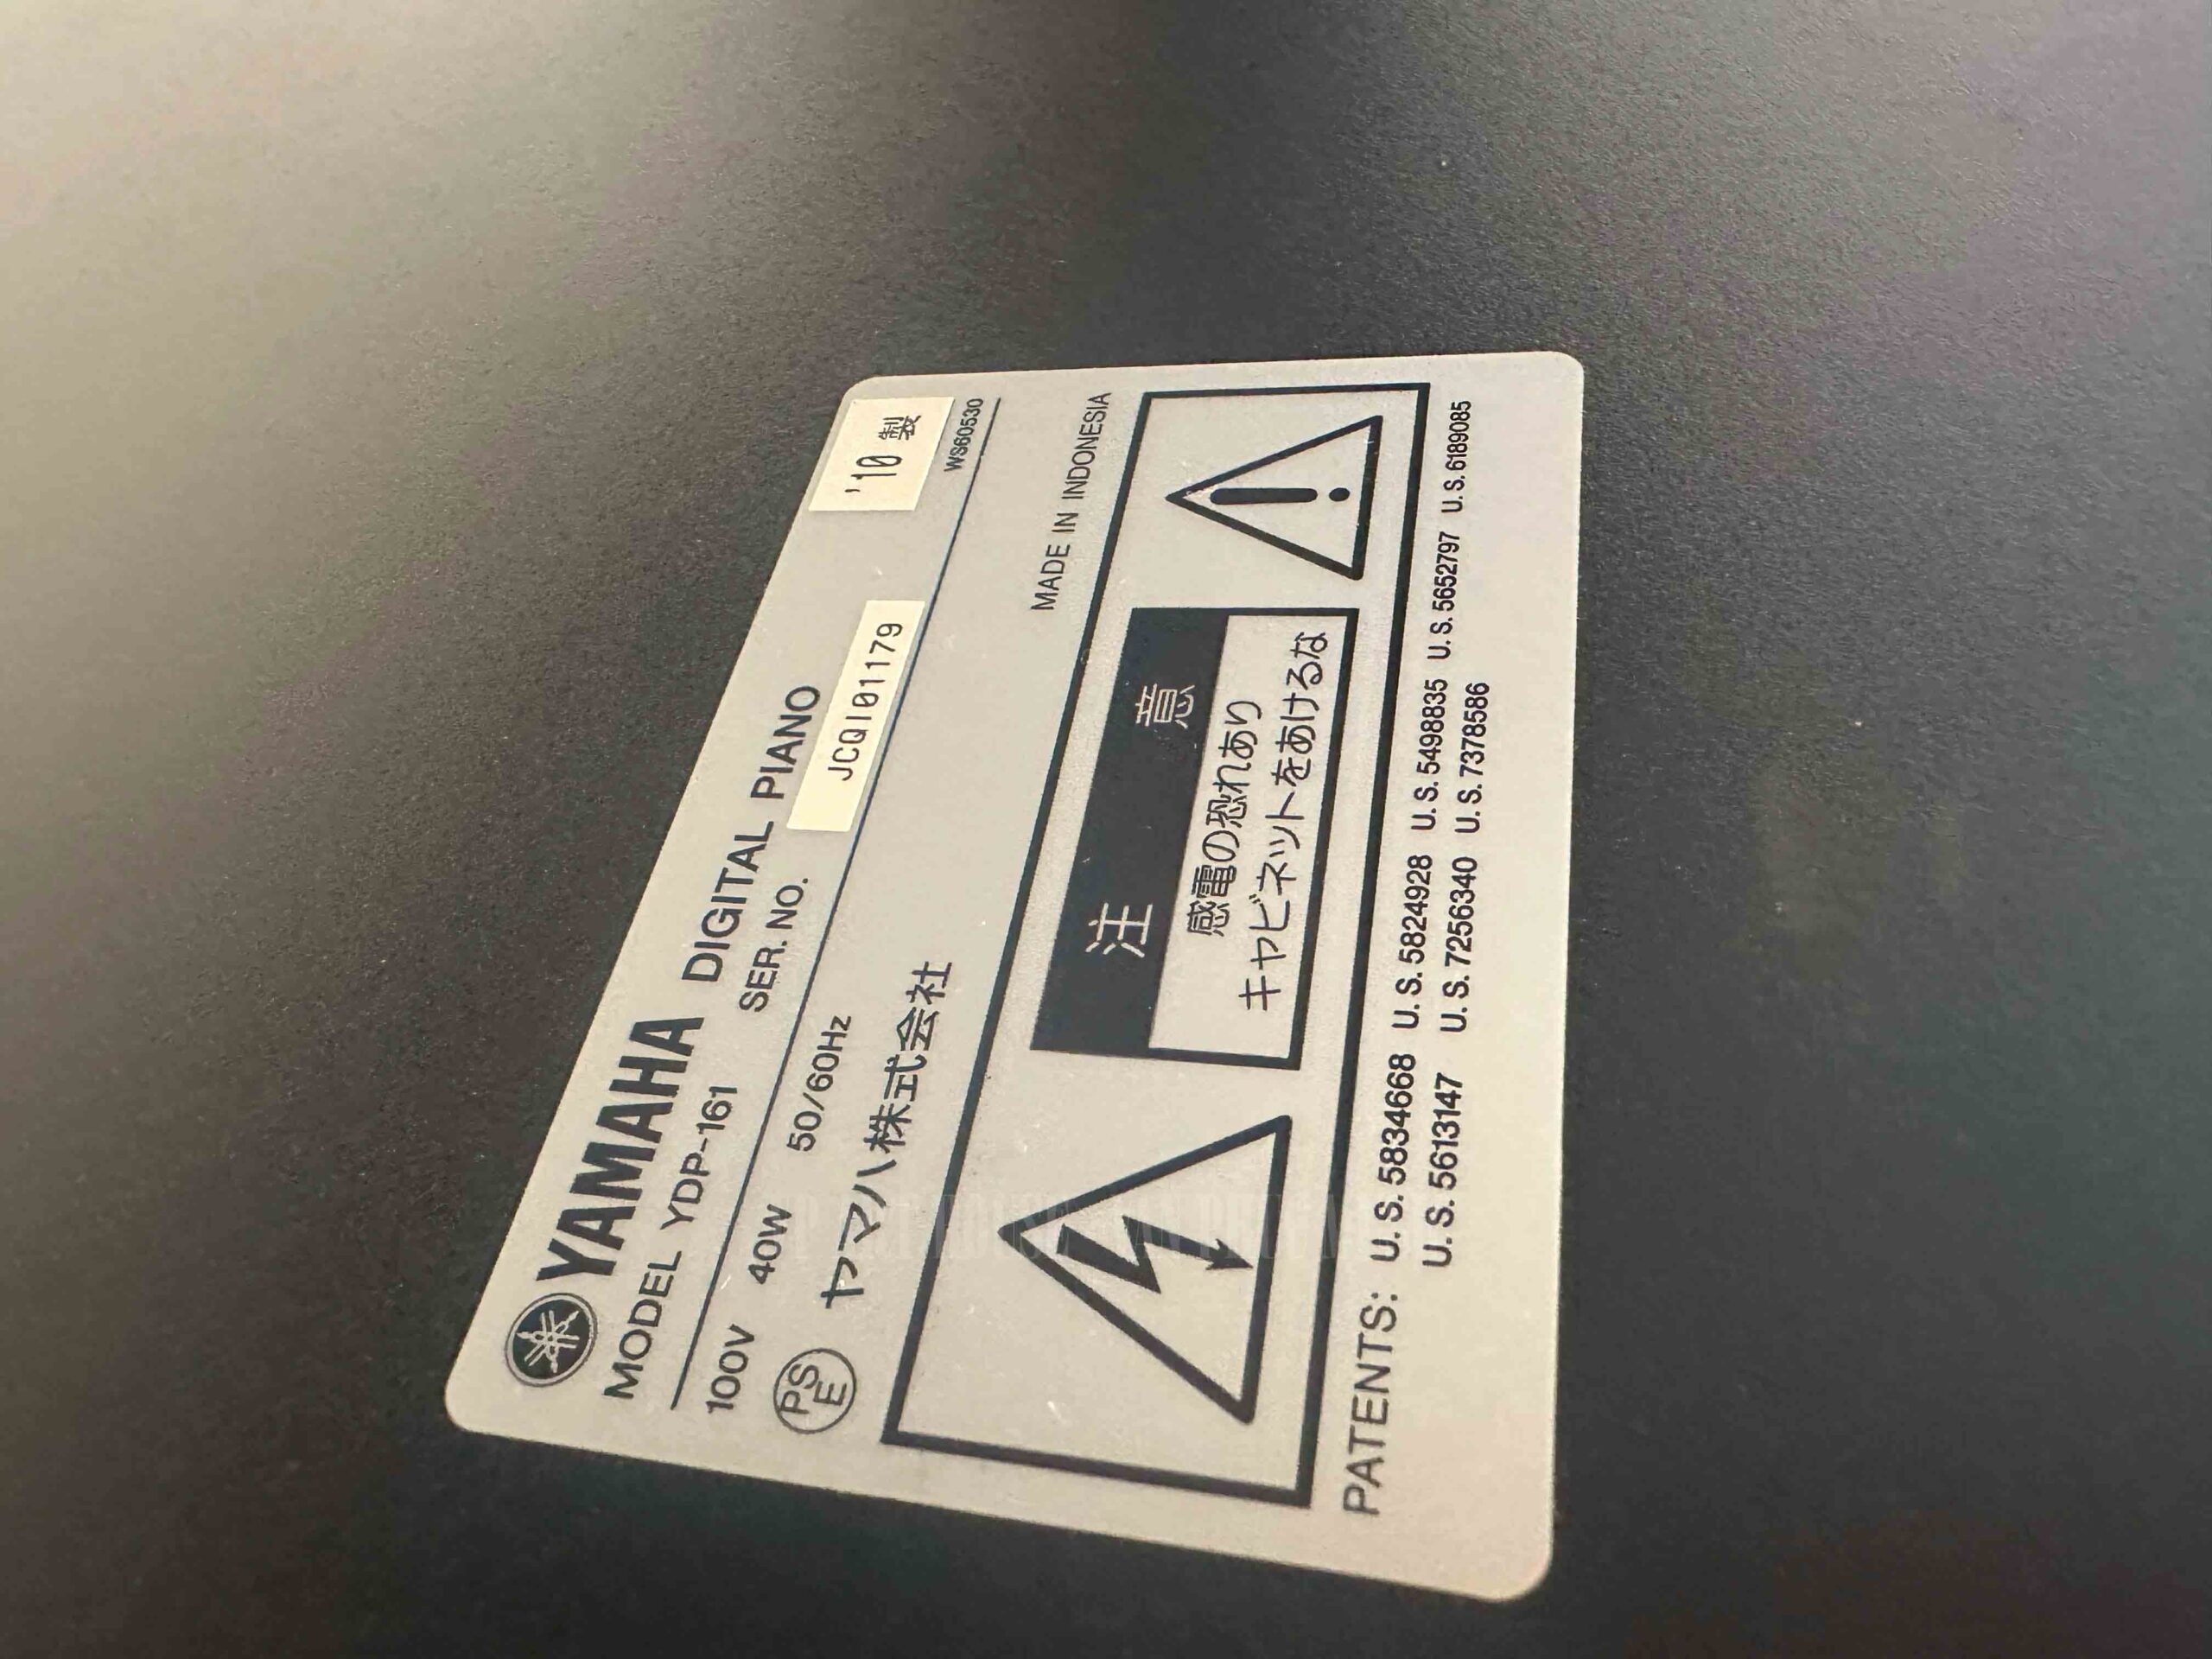 YAMAHA DIGITAL PIANO
MODEL YDP-161 SER. NO. JCQI01179 '10 製
WS60530
100V 40W 50/60Hz
PSE ヤマハ株式会社
MADE IN INDONESIA
注意
感電の恐れあり
キャビネットをあけるな
PATENTS: U.S.5834668 U.S.5824928 U.S.5498835 U.S.5652797 U.S.6189085
U.S.5613147 U.S.7256340 U.S.7378586